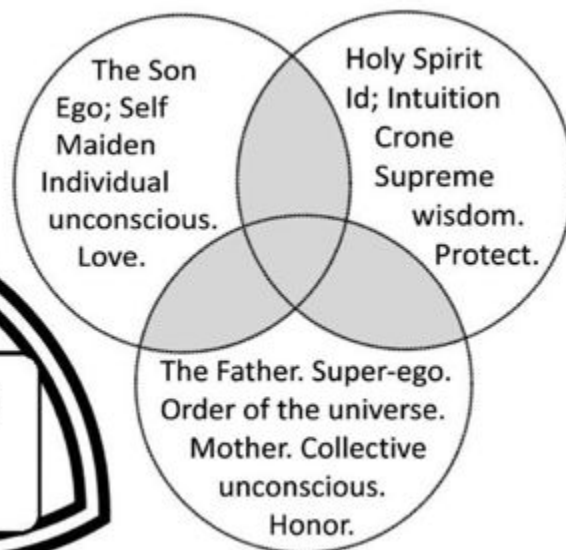 The Son
Ego; Self
Maiden
Individual
unconscious.
Love.
Holy Spirit
Id; Intuition
Crone
Supreme
wisdom.
Protect.
The Father. Super-ego.
Order of the universe.
Mother. Collective
unconscious.
Honor.